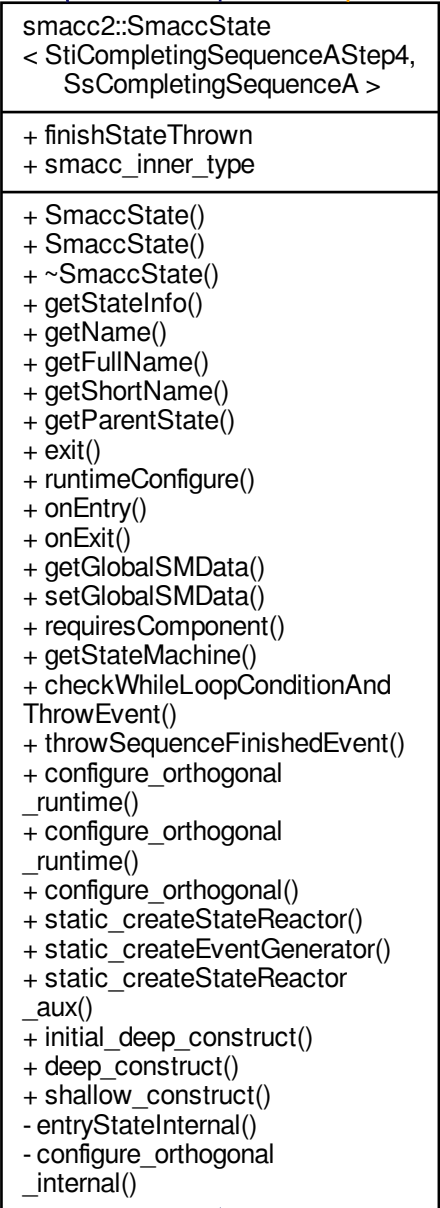 smacc2::SmaccState
< StiCompletingSequenceAStep4,
SsCompletingSequenceA >
+ finishStateThrown
+ smacc_inner_type
+ SmaccState()
+ SmaccState()
+ ~SmaccState()
+ getStateInfo()
+ getName()
+ getFullName()
+ getShortName()
+ getParentState()
+ exit()
+ runtimeConfigure()
+ onEntry()
+ onExit()
+ getGlobalSMData()
+ setGlobalSMData()
+ requiresComponent()
+ getStateMachine()
+ checkWhileLoopConditionAnd
ThrowEvent()
+ throwSequenceFinishedEvent()
+ configure_orthogonal
_runtime()
+ configure_orthogonal
_runtime()
+ configure_orthogonal()
+ static_createStateReactor()
+ static_createEventGenerator()
+ static_createStateReactor
_aux()
+ initial_deep_construct()
+ deep_construct()
+ shallow_construct()
- entryStateInternal()
- configure_orthogonal
_internal()